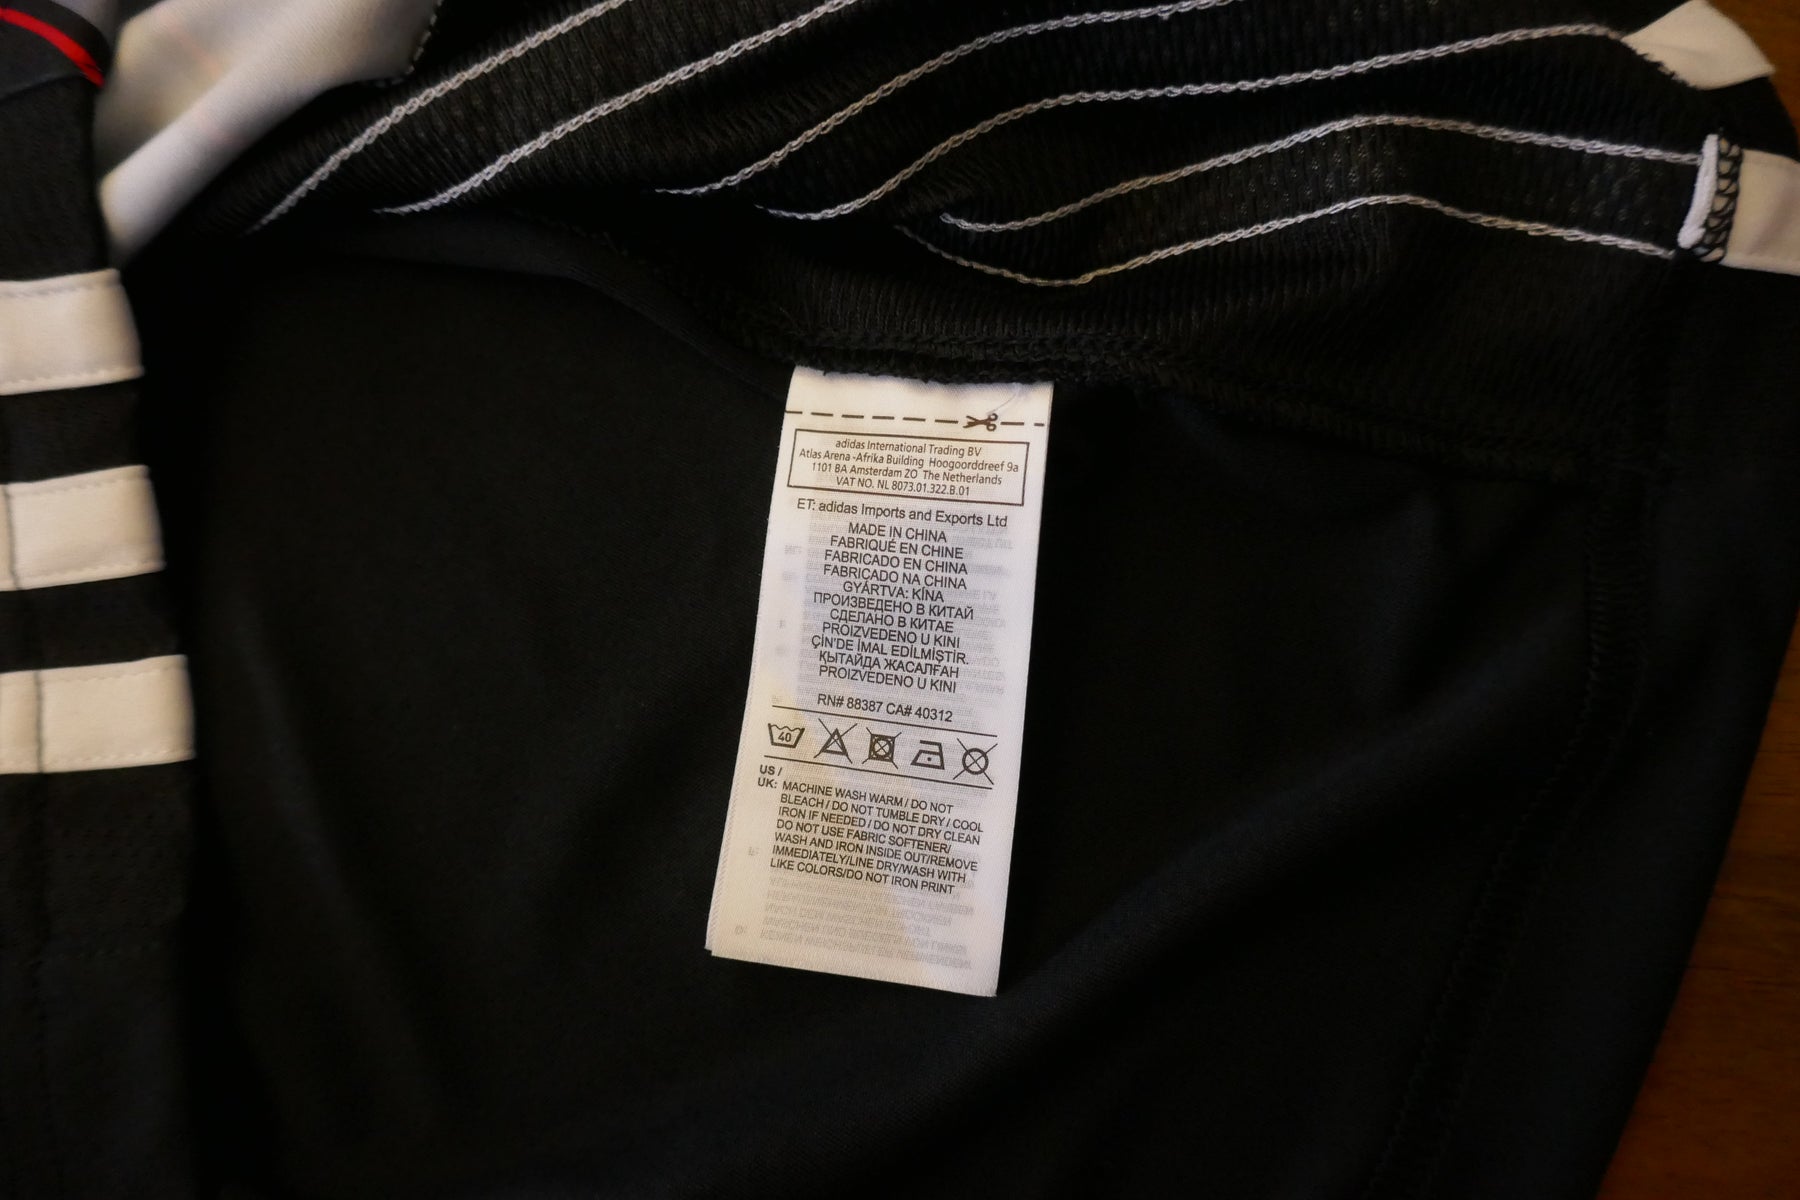 adidas International Trading BV
Atlas Arena -Afrika Building Hoogoorddreef 9a
1101 BA Amsterdam ZO The Netherlands
VAT NO. NL 8073.01.322.B.01
ET: adidas Imports and Exports Ltd
MADE IN CHINA
FABRIQUÉ EN CHINE
FABRICADO EN CHINA
FABRICADO NA CHINA
GYÁRTVA: KÍNA
ПРОИЗВЕДЕНО В КИТАЙ
СДЕЛАНО В КИТАЕ
PROIZVEDENO U KINI
ÇİN'DE İMAL EDİLMİŞTİR.
ҚЫТАЙДА ЖАСАЛҒАН
PROIZVEDENO U KINI
RN# 88387 CA# 40312
40
US /
UK: MACHINE WASH WARM / DO NOT
BLEACH / DO NOT TUMBLE DRY / COOL
IRON IF NEEDED / DO NOT DRY CLEAN
DO NOT USE FABRIC SOFTENER/
WASH AND IRON INSIDE OUT/REMOVE
IMMEDIATELY/LINE DRY/WASH WITH
LIKE COLORS/DO NOT IRON PRINT